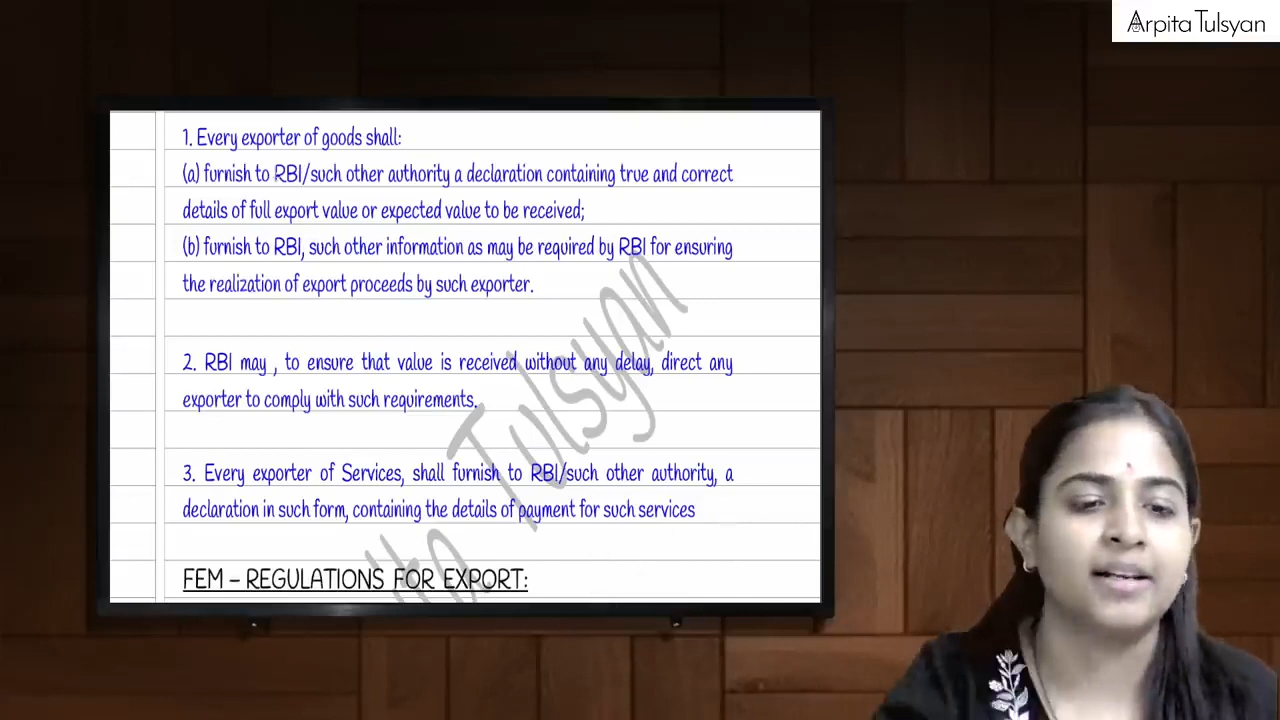 Arpita Tulsyan
1. Every exporter of goods shall:
(a) furnish to RBI/such other authority a declaration containing true and correct
details of full export value or expected value to be received;
(b) furnish to RBI, such other information as may be required by RBI for ensuring
the realization of export proceeds by such exporter.
2. RBI may , to ensure that value is received without any delay, direct any
exporter to comply with such requirements.
3. Every exporter of Services, shall furnish to RBI/such other authority, a
declaration in such form, containing the details of payment for such services
FEM – REGULATIONS FOR EXPORT:
ita Tulsyan